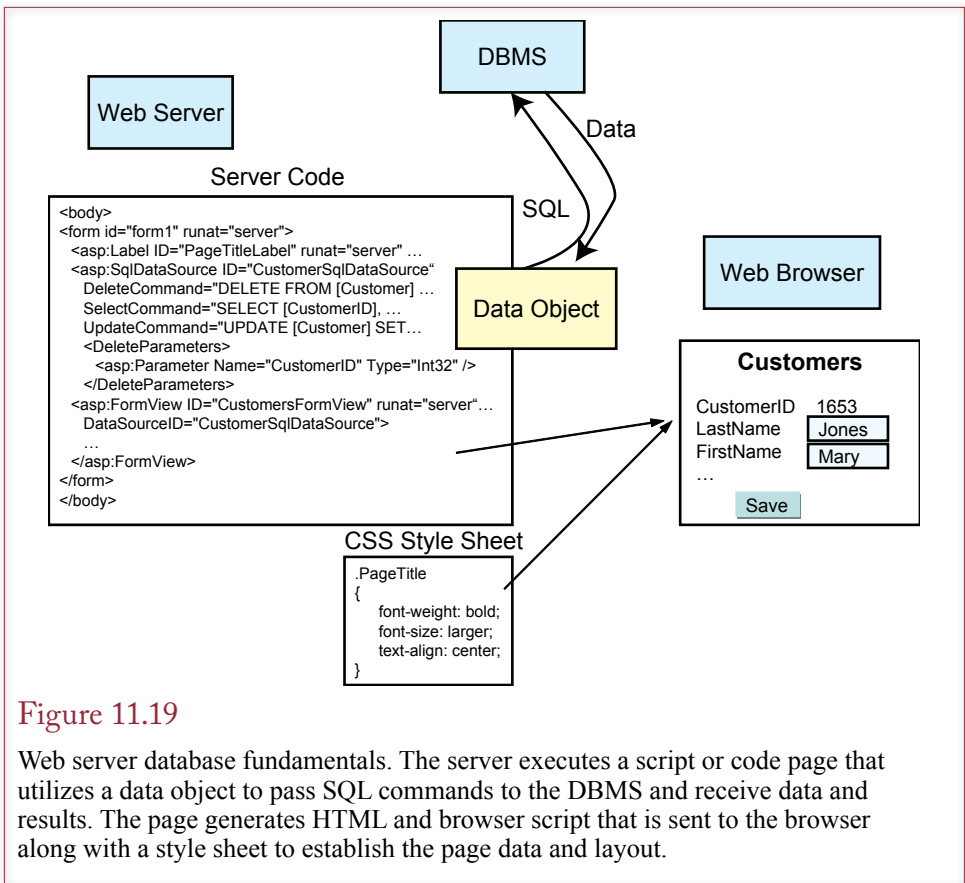 DBMS
Web Server
Data
Server Code
SQL
<body>
<form id="form1" runat="server">
<asp:Label ID="PageTitleLabel" runat="server" …
<asp:SqlDataSource ID="CustomerSqlDataSource“
DeleteCommand="DELETE FROM [Customer] …
SelectCommand="SELECT [CustomerID], …
UpdateCommand="UPDATE [Customer] SET…
<DeleteParameters>
<asp:Parameter Name="CustomerID" Type="Int32" />
</DeleteParameters>
<asp:FormView ID="CustomersFormView" runat="server“…
DataSourceID="CustomerSqlDataSource">
…
</asp:FormView>
</form>
</body>
Data Object
Web Browser
Customers
CustomerID 1653
LastName Jones
FirstName Mary
…
Save
CSS Style Sheet
.PageTitle
{
font-weight: bold;
font-size: larger;
text-align: center;
}
Figure 11.19
Web server database fundamentals. The server executes a script or code page that
utilizes a data object to pass SQL commands to the DBMS and receive data and
results. The page generates HTML and browser script that is sent to the browser
along with a style sheet to establish the page data and layout.